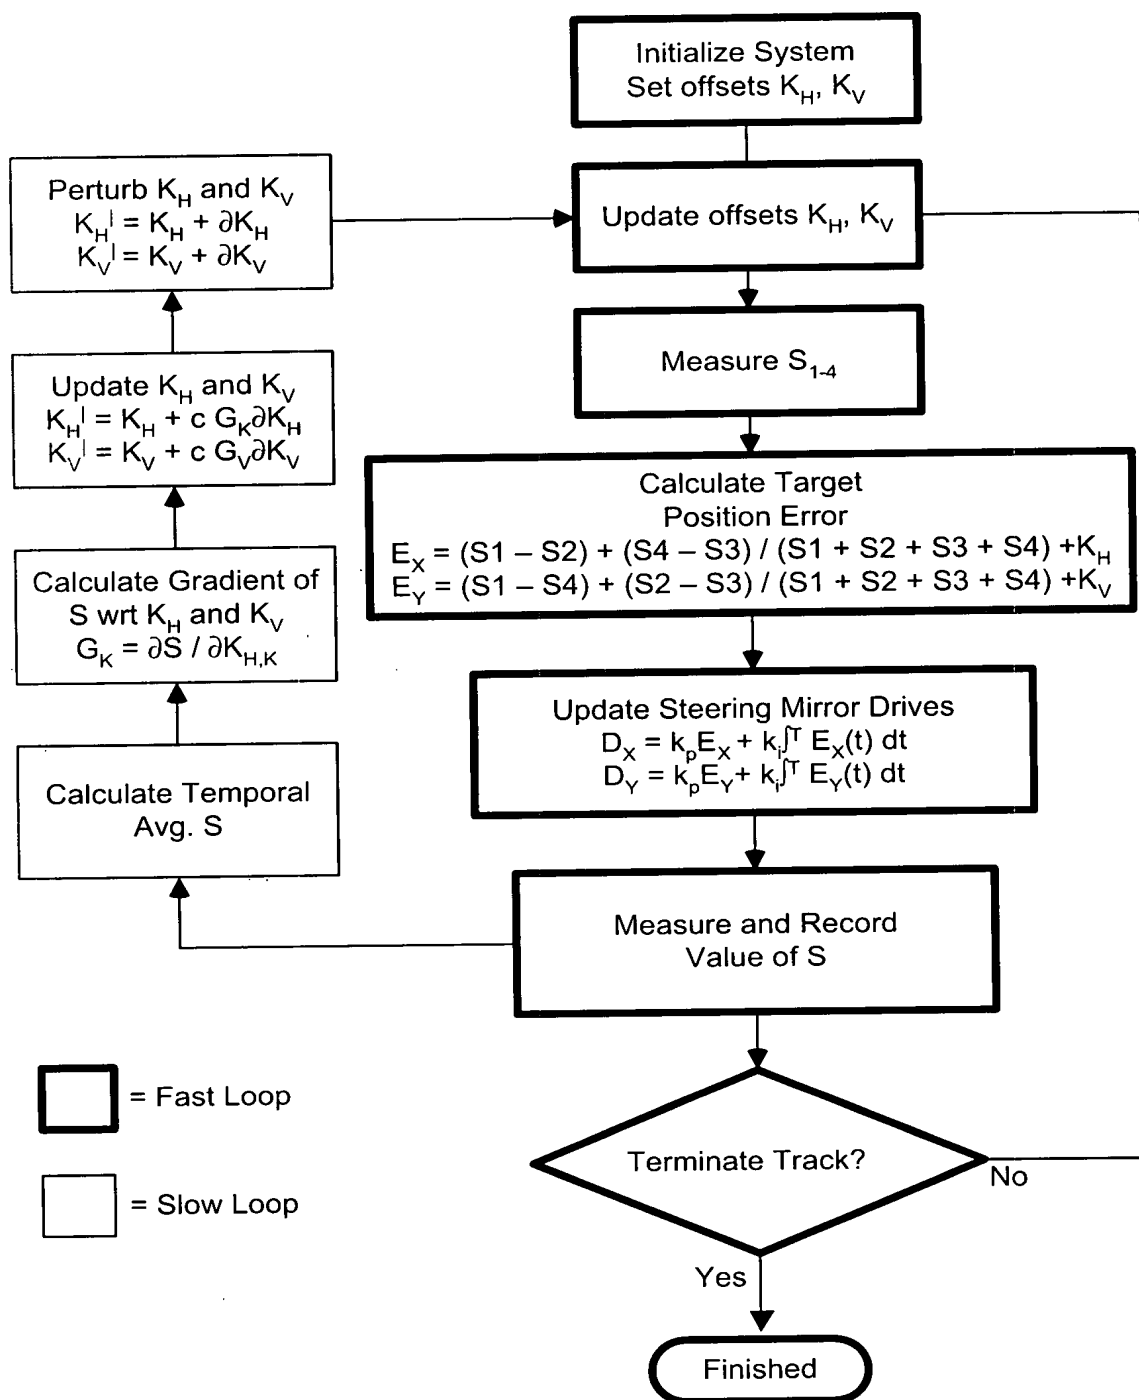 Initialize System
Set offsets K_H, K_V
Update offsets K_H, K_V
Measure S_1-4
Calculate Target
Position Error
E_X = (S1 – S2) + (S4 – S3) / (S1 + S2 + S3 + S4) +K_H
E_Y = (S1 – S4) + (S2 – S3) / (S1 + S2 + S3 + S4) +K_V
Update Steering Mirror Drives
D_X = k_pE_X + k_i∫^T E_X(t) dt
D_Y = k_pE_Y + k_i∫^T E_Y(t) dt
Measure and Record
Value of S
Terminate Track?
No
Yes
Finished
Calculate Temporal
Avg. S
Calculate Gradient of
S wrt K_H and K_V
G_K = ∂S / ∂K_H,K
Update K_H and K_V
K_H^| = K_H + c G_K∂K_H
K_V^| = K_V + c G_V∂K_V
Perturb K_H and K_V
K_H^| = K_H + ∂K_H
K_V^| = K_V + ∂K_V
= Fast Loop
= Slow Loop